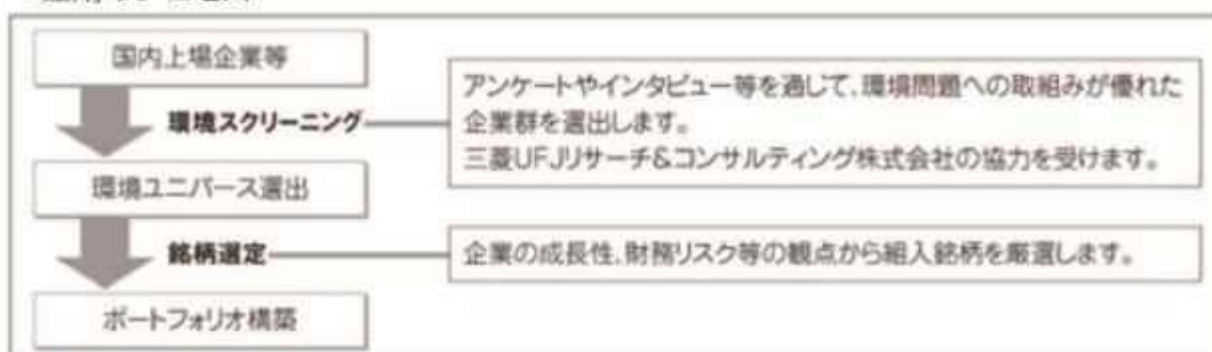 国内上場企業等
環境スクリーニング
アンケートやインタビュー等を通して、環境問題への取組みが優れた
企業群を選出します。
三菱UFJリサーチ&コンサルティング株式会社の協力を受けます。
環境ユニバース選出
銘柄選定
企業の成長性、財務リスク等の観点から組入銘柄を厳選します。
ポートフォリオ構築